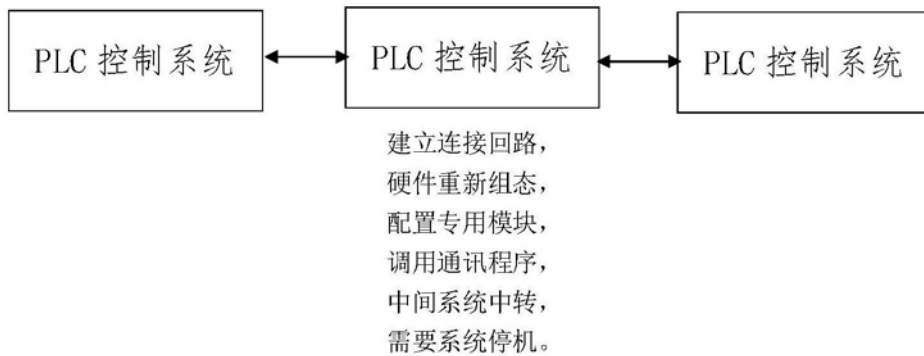 PLC 控制系统
PLC 控制系统
PLC 控制系统
建立连接回路，
硬件重新组态，
配置专用模块，
调用通讯程序，
中间系统中转，
需要系统停机。